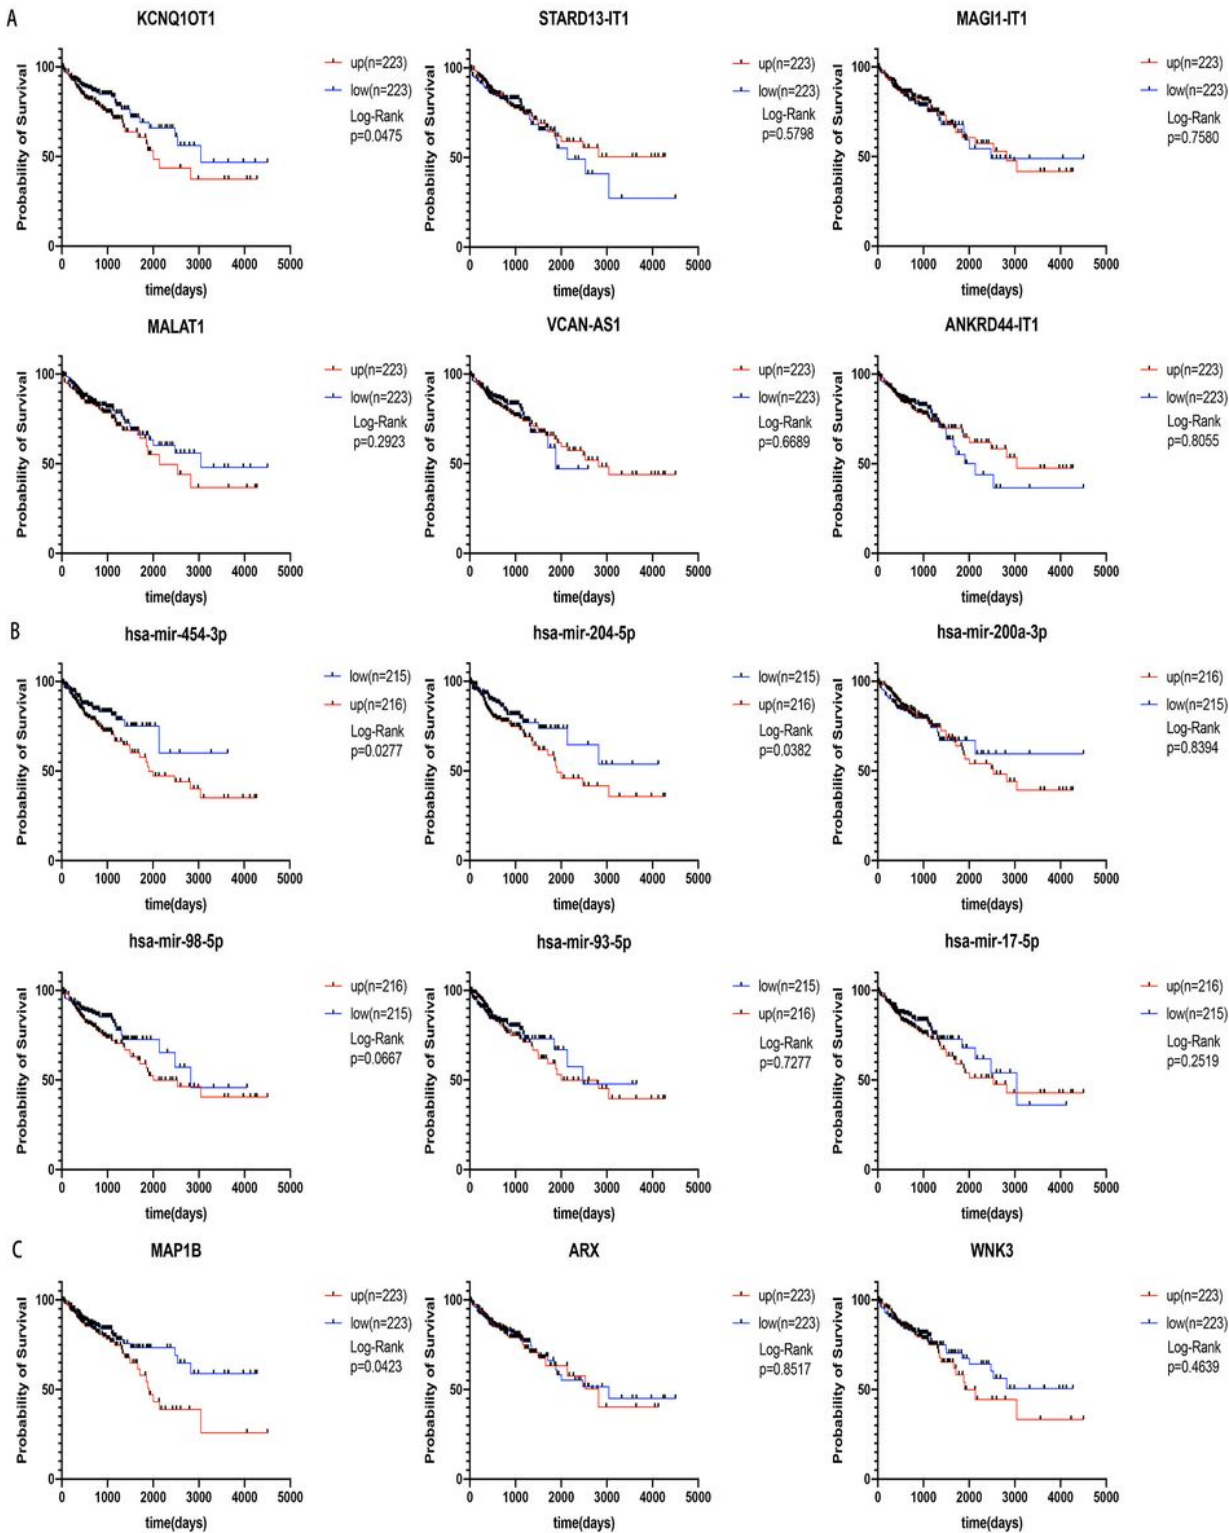 A
KCNQ1OT1
Probability of Survival
100
50
0
0 1000 2000 3000 4000 5000
time(days)
up(n=223)
low(n=223)
Log-Rank
p=0.0475
STARD13-IT1
Probability of Survival
100
50
0
0 1000 2000 3000 4000 5000
time(days)
up(n=223)
low(n=223)
Log-Rank
p=0.5798
MAGI1-IT1
Probability of Survival
100
50
0
0 1000 2000 3000 4000 5000
time(days)
up(n=223)
low(n=223)
Log-Rank
p=0.7580
MALAT1
Probability of Survival
100
50
0
0 1000 2000 3000 4000 5000
time(days)
up(n=223)
low(n=223)
Log-Rank
p=0.2923
VCAN-AS1
Probability of Survival
100
50
0
0 1000 2000 3000 4000 5000
time(days)
up(n=223)
low(n=223)
Log-Rank
p=0.6689
ANKRD44-IT1
Probability of Survival
100
50
0
0 1000 2000 3000 4000 5000
time(days)
up(n=223)
low(n=223)
Log-Rank
p=0.8055
B
hsa-mir-454-3p
Probability of Survival
100
50
0
0 1000 2000 3000 4000 5000
time(days)
low(n=215)
up(n=216)
Log-Rank
p=0.0277
hsa-mir-204-5p
Probability of Survival
100
50
0
0 1000 2000 3000 4000 5000
time(days)
low(n=215)
up(n=216)
Log-Rank
p=0.0382
hsa-mir-200a-3p
Probability of Survival
100
50
0
0 1000 2000 3000 4000 5000
time(days)
up(n=216)
low(n=215)
Log-Rank
p=0.8394
hsa-mir-98-5p
Probability of Survival
100
50
0
0 1000 2000 3000 4000 5000
time(days)
up(n=216)
low(n=215)
Log-Rank
p=0.0667
hsa-mir-93-5p
Probability of Survival
100
50
0
0 1000 2000 3000 4000 5000
time(days)
low(n=215)
up(n=216)
Log-Rank
p=0.7277
hsa-mir-17-5p
Probability of Survival
100
50
0
0 1000 2000 3000 4000 5000
time(days)
up(n=216)
low(n=215)
Log-Rank
p=0.2519
C
MAP1B
Probability of Survival
100
50
0
0 1000 2000 3000 4000 5000
time(days)
up(n=223)
low(n=223)
Log-Rank
p=0.0423
ARX
Probability of Survival
100
50
0
0 1000 2000 3000 4000 5000
time(days)
up(n=223)
low(n=223)
Log-Rank
p=0.8517
WNK3
Probability of Survival
100
50
0
0 1000 2000 3000 4000 5000
time(days)
up(n=223)
low(n=223)
Log-Rank
p=0.4639